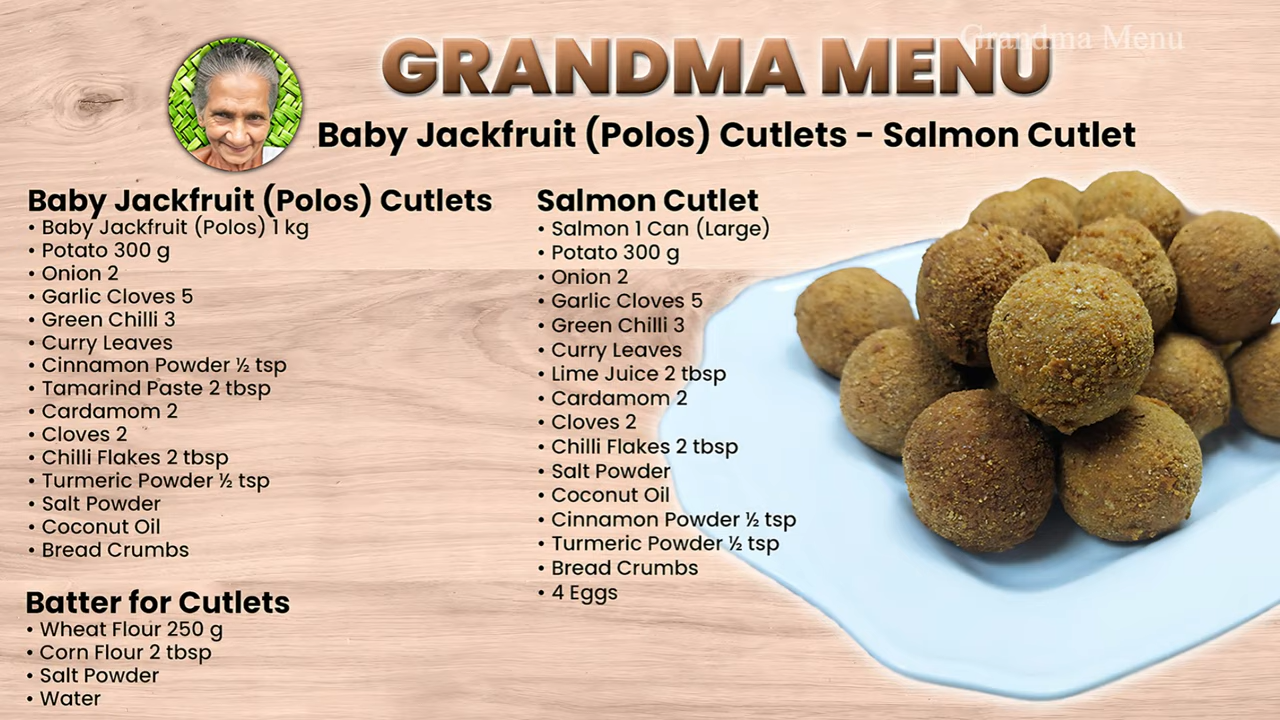 GRANDMA MENU
Grandma Menu
Baby Jackfruit (Polos) Cutlets - Salmon Cutlet
Baby Jackfruit (Polos) Cutlets
• Baby Jackfruit (Polos) 1 kg
• Potato 300 g
• Onion 2
• Garlic Cloves 5
• Green Chilli 3
• Curry Leaves
• Cinnamon Powder ½ tsp
• Tamarind Paste 2 tbsp
• Cardamom 2
• Cloves 2
• Chilli Flakes 2 tbsp
• Turmeric Powder ½ tsp
• Salt Powder
• Coconut Oil
• Bread Crumbs
Batter for Cutlets
• Wheat Flour 250 g
• Corn Flour 2 tbsp
• Salt Powder
• Water
Salmon Cutlet
• Salmon 1 Can (Large)
• Potato 300 g
• Onion 2
• Garlic Cloves 5
• Green Chilli 3
• Curry Leaves
• Lime Juice 2 tbsp
• Cardamom 2
• Cloves 2
• Chilli Flakes 2 tbsp
• Salt Powder
• Coconut Oil
• Cinnamon Powder ½ tsp
• Turmeric Powder ½ tsp
• Bread Crumbs
• 4 Eggs